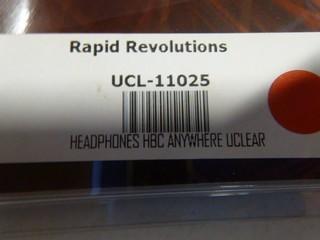 Rapid Revolutions
UCL-11025
HEADPHONES HBC ANYWHERE UCLEAR